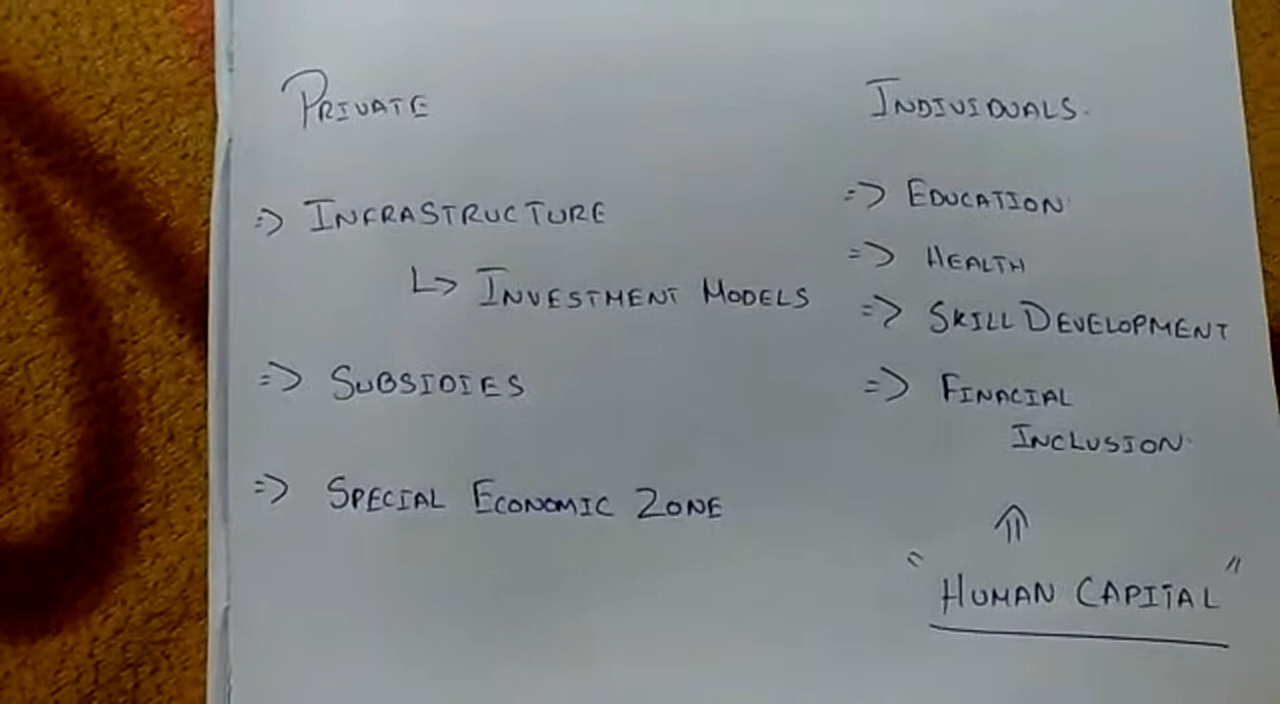 PRIVATE
=> INFRASTRUCTURE
↳ INVESTMENT MODELS
=> SUBSIDIES
=> SPECIAL ECONOMIC ZONE
INDIVIDUALS.
=> EDUCATION
=> HEALTH
=> SKILL DEVELOPMENT
=> FINACIAL
INCLUSION.
⇑
"HUMAN CAPITAL"